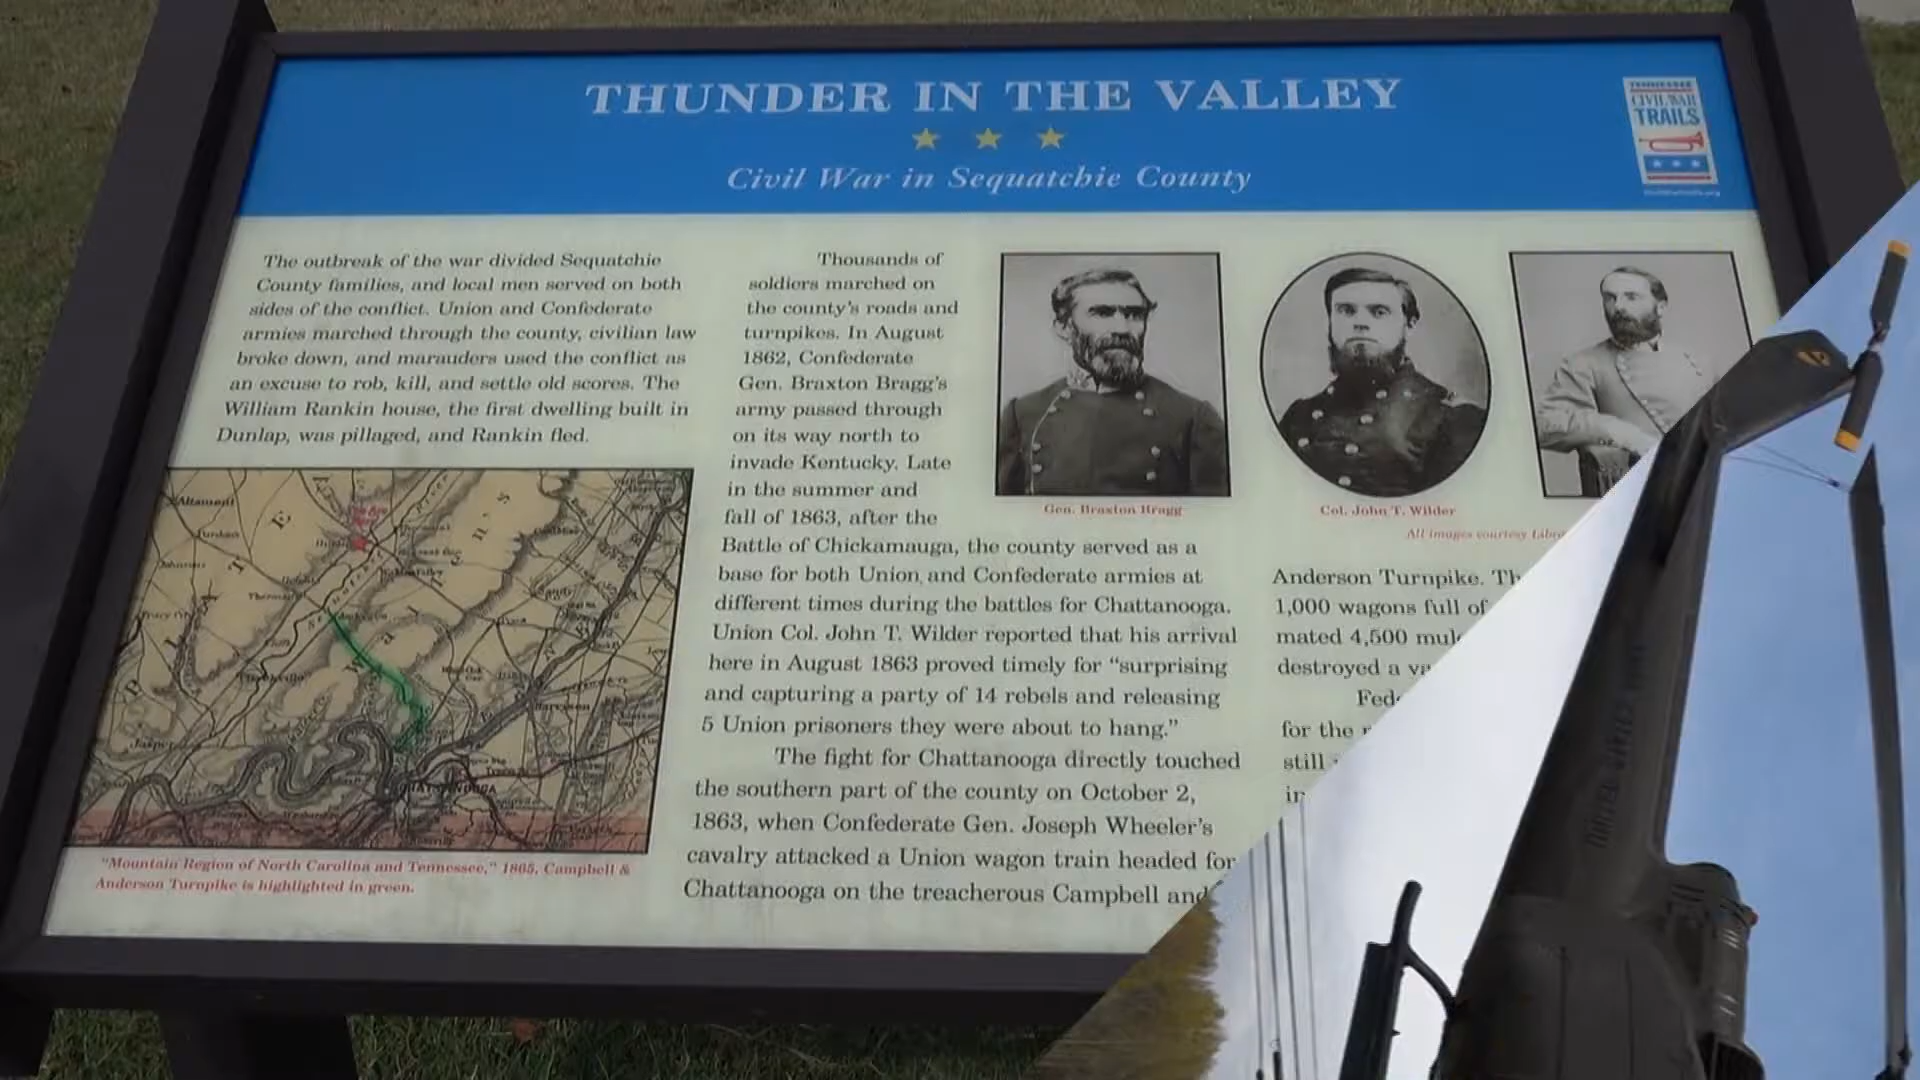 THUNDER IN THE VALLEY
Civil War in Sequatchie County
TENNESSEE
CIVIL WAR
TRAILS
The outbreak of the war divided Sequatchie
County families, and local men served on both
sides of the conflict. Union and Confederate
armies marched through the county, civilian law
broke down, and marauders used the conflict as
an excuse to rob, kill, and settle old scores. The
William Rankin house, the first dwelling built in
Dunlap, was pillaged, and Rankin fled.
Altamont
Jasper
CHATTANOOGA
"Mountain Region of North Carolina and Tennessee," 1865, Campbell &
Anderson Turnpike is highlighted in green.
Thousands of
soldiers marched on
the county's roads and
turnpikes. In August
1862, Confederate
Gen. Braxton Bragg's
army passed through
on its way north to
invade Kentucky. Late
in the summer and
fall of 1863, after the
Battle of Chickamauga, the county served as a
base for both Union and Confederate armies at
different times during the battles for Chattanooga.
Union Col. John T. Wilder reported that his arrival
here in August 1863 proved timely for "surprising
and capturing a party of 14 rebels and releasing
5 Union prisoners they were about to hang."
The fight for Chattanooga directly touched
the southern part of the county on October 2,
1863, when Confederate Gen. Joseph Wheeler's
cavalry attacked a Union wagon train headed for
Chattanooga on the treacherous Campbell and
Gen. Braxton Bragg
Col. John T. Wilder
All images courtesy
Anderson Turnpike.
1,000 wagons full of
mated 4,500
destroyed a
for the
still
in